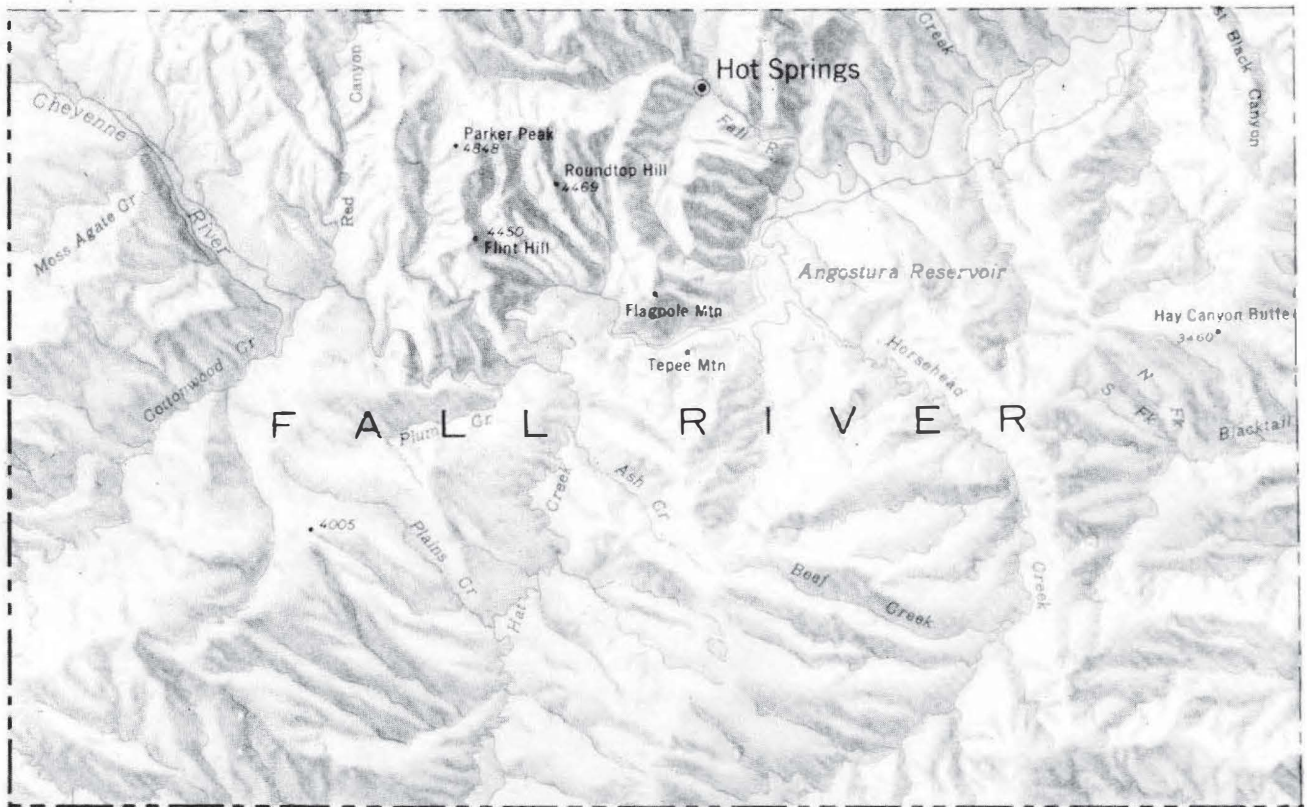 Creek
Black Canyon
Hot Springs
Canyon
Cheyenne
Fall R
Parker Peak
4848
Roundtop Hill
4469
Red
River
Moss Agate Cr
4450
Flint Hill
Angostura Reservoir
Flagpole Mtn
Hay Canyon Butte
3460
Tepee Mtn
Horsehead
Cottonwood Cr
N
S Fk
Fk
FALL RIVER
Plum Cr
Blacktail
Ash Cr
Creek
4005
Plains Cr
Beef
Creek
Creek
Hat